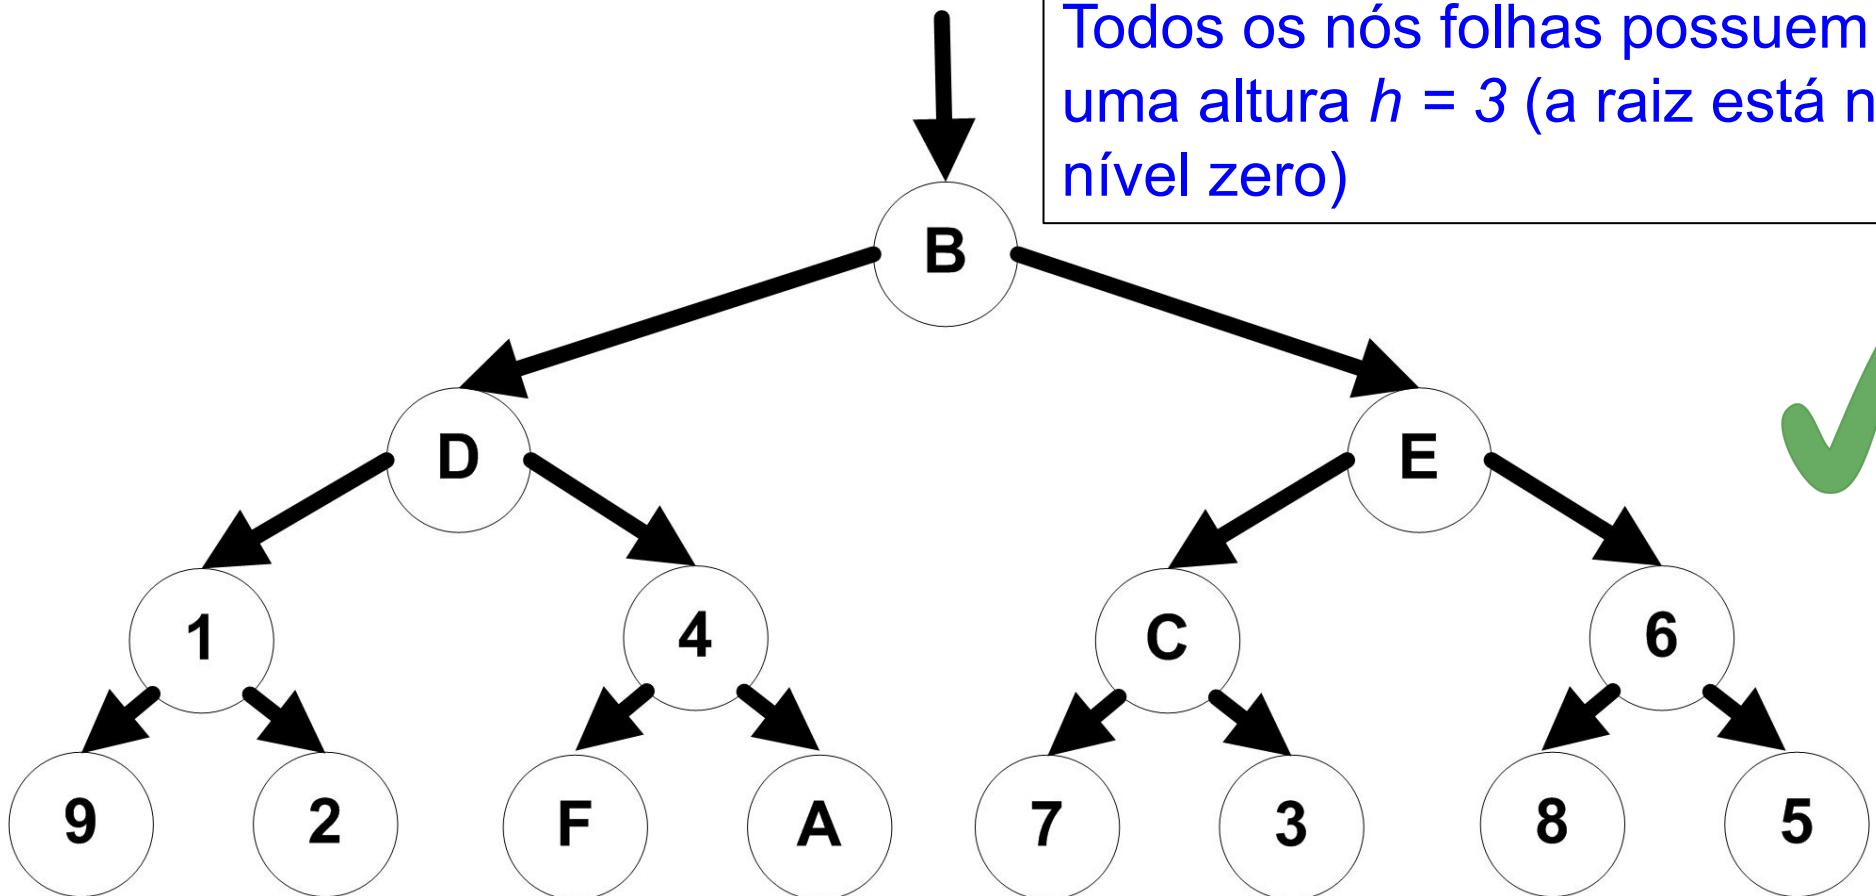 Todos os nós folhas possuem
uma altura h = 3 (a raiz está n
nível zero)
B
D E
1 4 C 6
9 2 F A 7 3 8 5